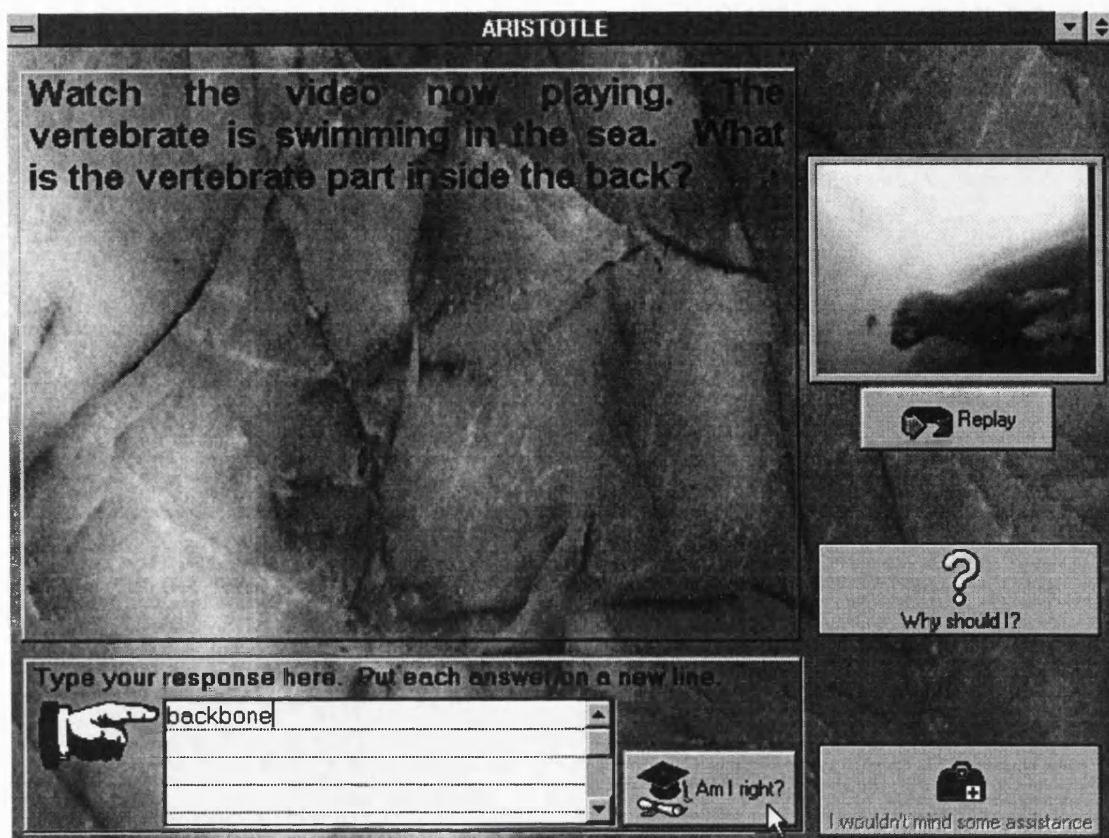 ARISTOTLE
Watch the video now playing. The
vertebrate is swimming in the sea. What
is the vertebrate part inside the back?
Replay
Why should I?
Type your response here. Put each answer on a new line.
backbone
Am I right?
I wouldn't mind some assistance